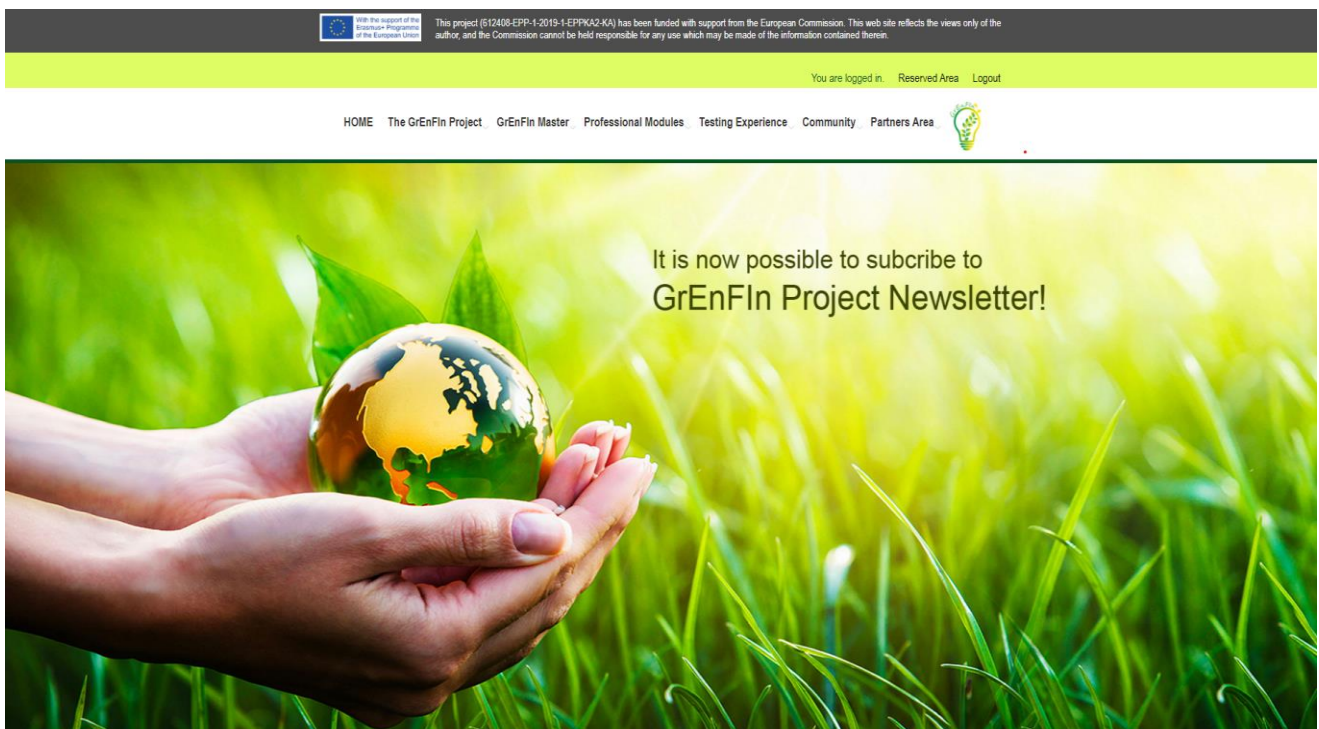 With the support of the
Erasmus+ Programme
of the European Union
This project (612408-EPP-1-2019-1-EPPKA2-KA) has been funded with support from the European Commission. This web site reflects the views only of the
author, and the Commission cannot be held responsible for any use which may be made of the information contained therein.
You are logged in. Reserved Area Logout
HOME The GrEnFIn Project GrEnFIn Master Professional Modules Testing Experience Community Partners Area
GrEnFIn
It is now possible to subcribe to
GrEnFIn Project Newsletter!